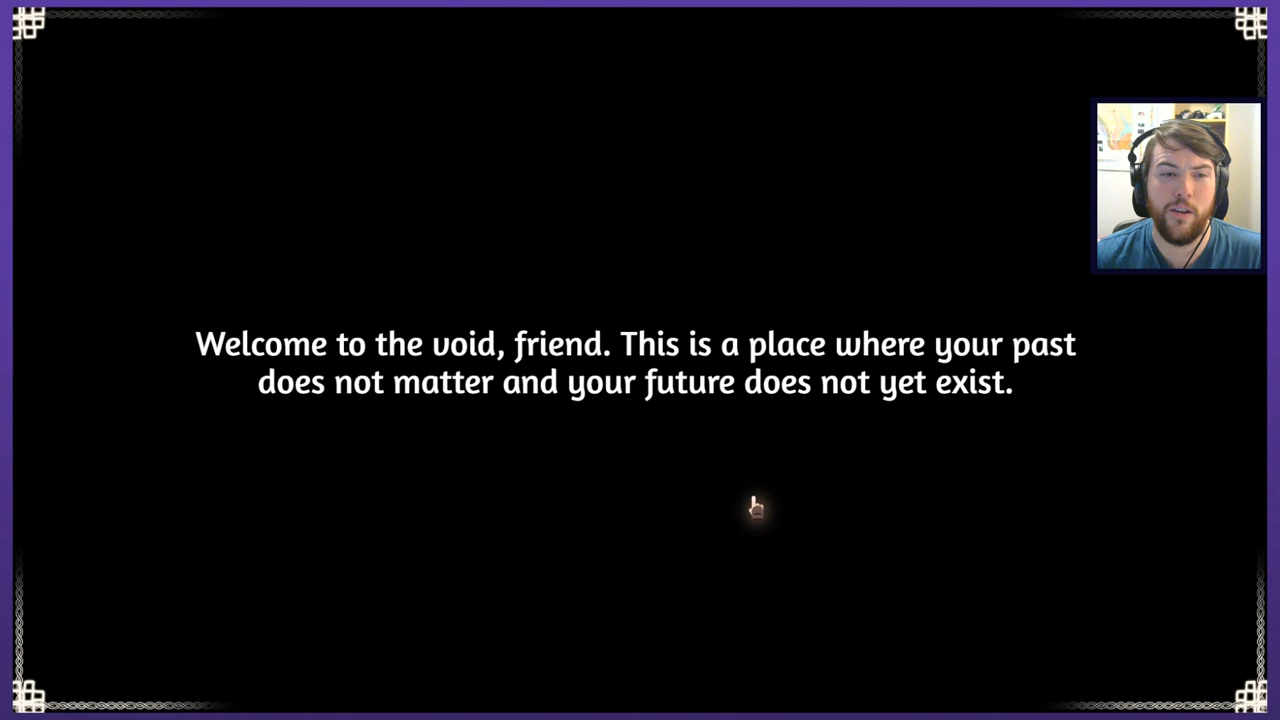 Welcome to the void, friend. This is a place where your past
does not matter and your future does not yet exist.